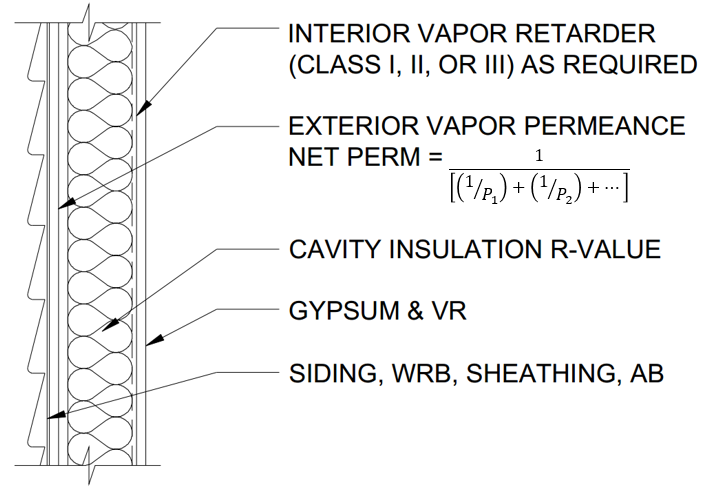 INTERIOR VAPOR RETARDER
(CLASS I, II, OR III) AS REQUIRED
EXTERIOR VAPOR PERMEANCE
NET PERM = 1 / [(1/P₁) + (1/P₂) + ⋯]
CAVITY INSULATION R-VALUE
GYPSUM & VR
SIDING, WRB, SHEATHING, AB